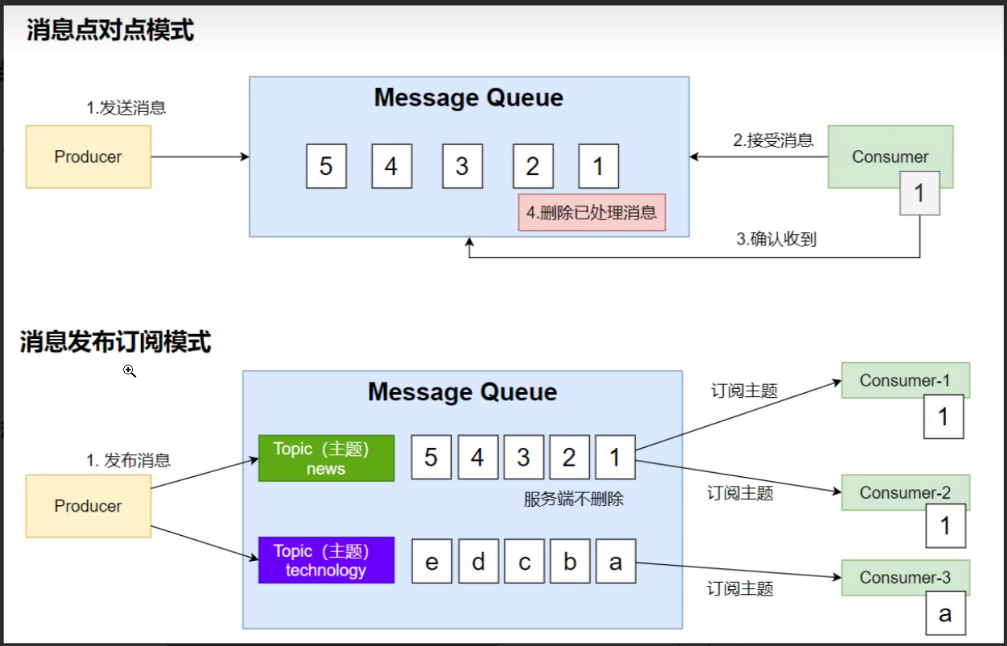 消息点对点模式
Message Queue
1.发送消息
Producer
5 4 3 2 1
4.删除已处理消息
2.接受消息
Consumer
1
3.确认收到
消息发布订阅模式
Message Queue
1. 发布消息
Producer
Topic（主题）
news
5 4 3 2 1
服务端不删除
Topic（主题）
technology
e d c b a
订阅主题
Consumer-1
1
订阅主题
Consumer-2
1
订阅主题
Consumer-3
a